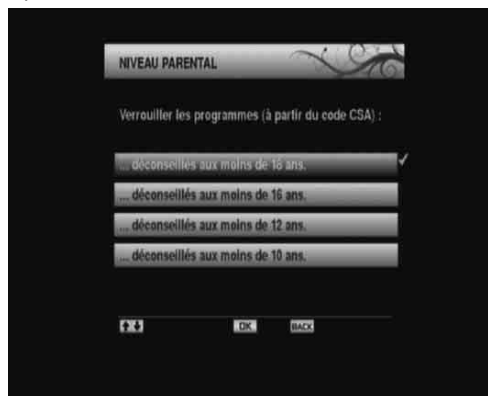 NIVEAU PARENTAL
Verrouiller les programmes (à partir du code CSA) :
... déconseillés aux moins de 18 ans.
... déconseillés aux moins de 16 ans.
... déconseillés aux moins de 12 ans.
... déconseillés aux moins de 10 ans.
OK BACK